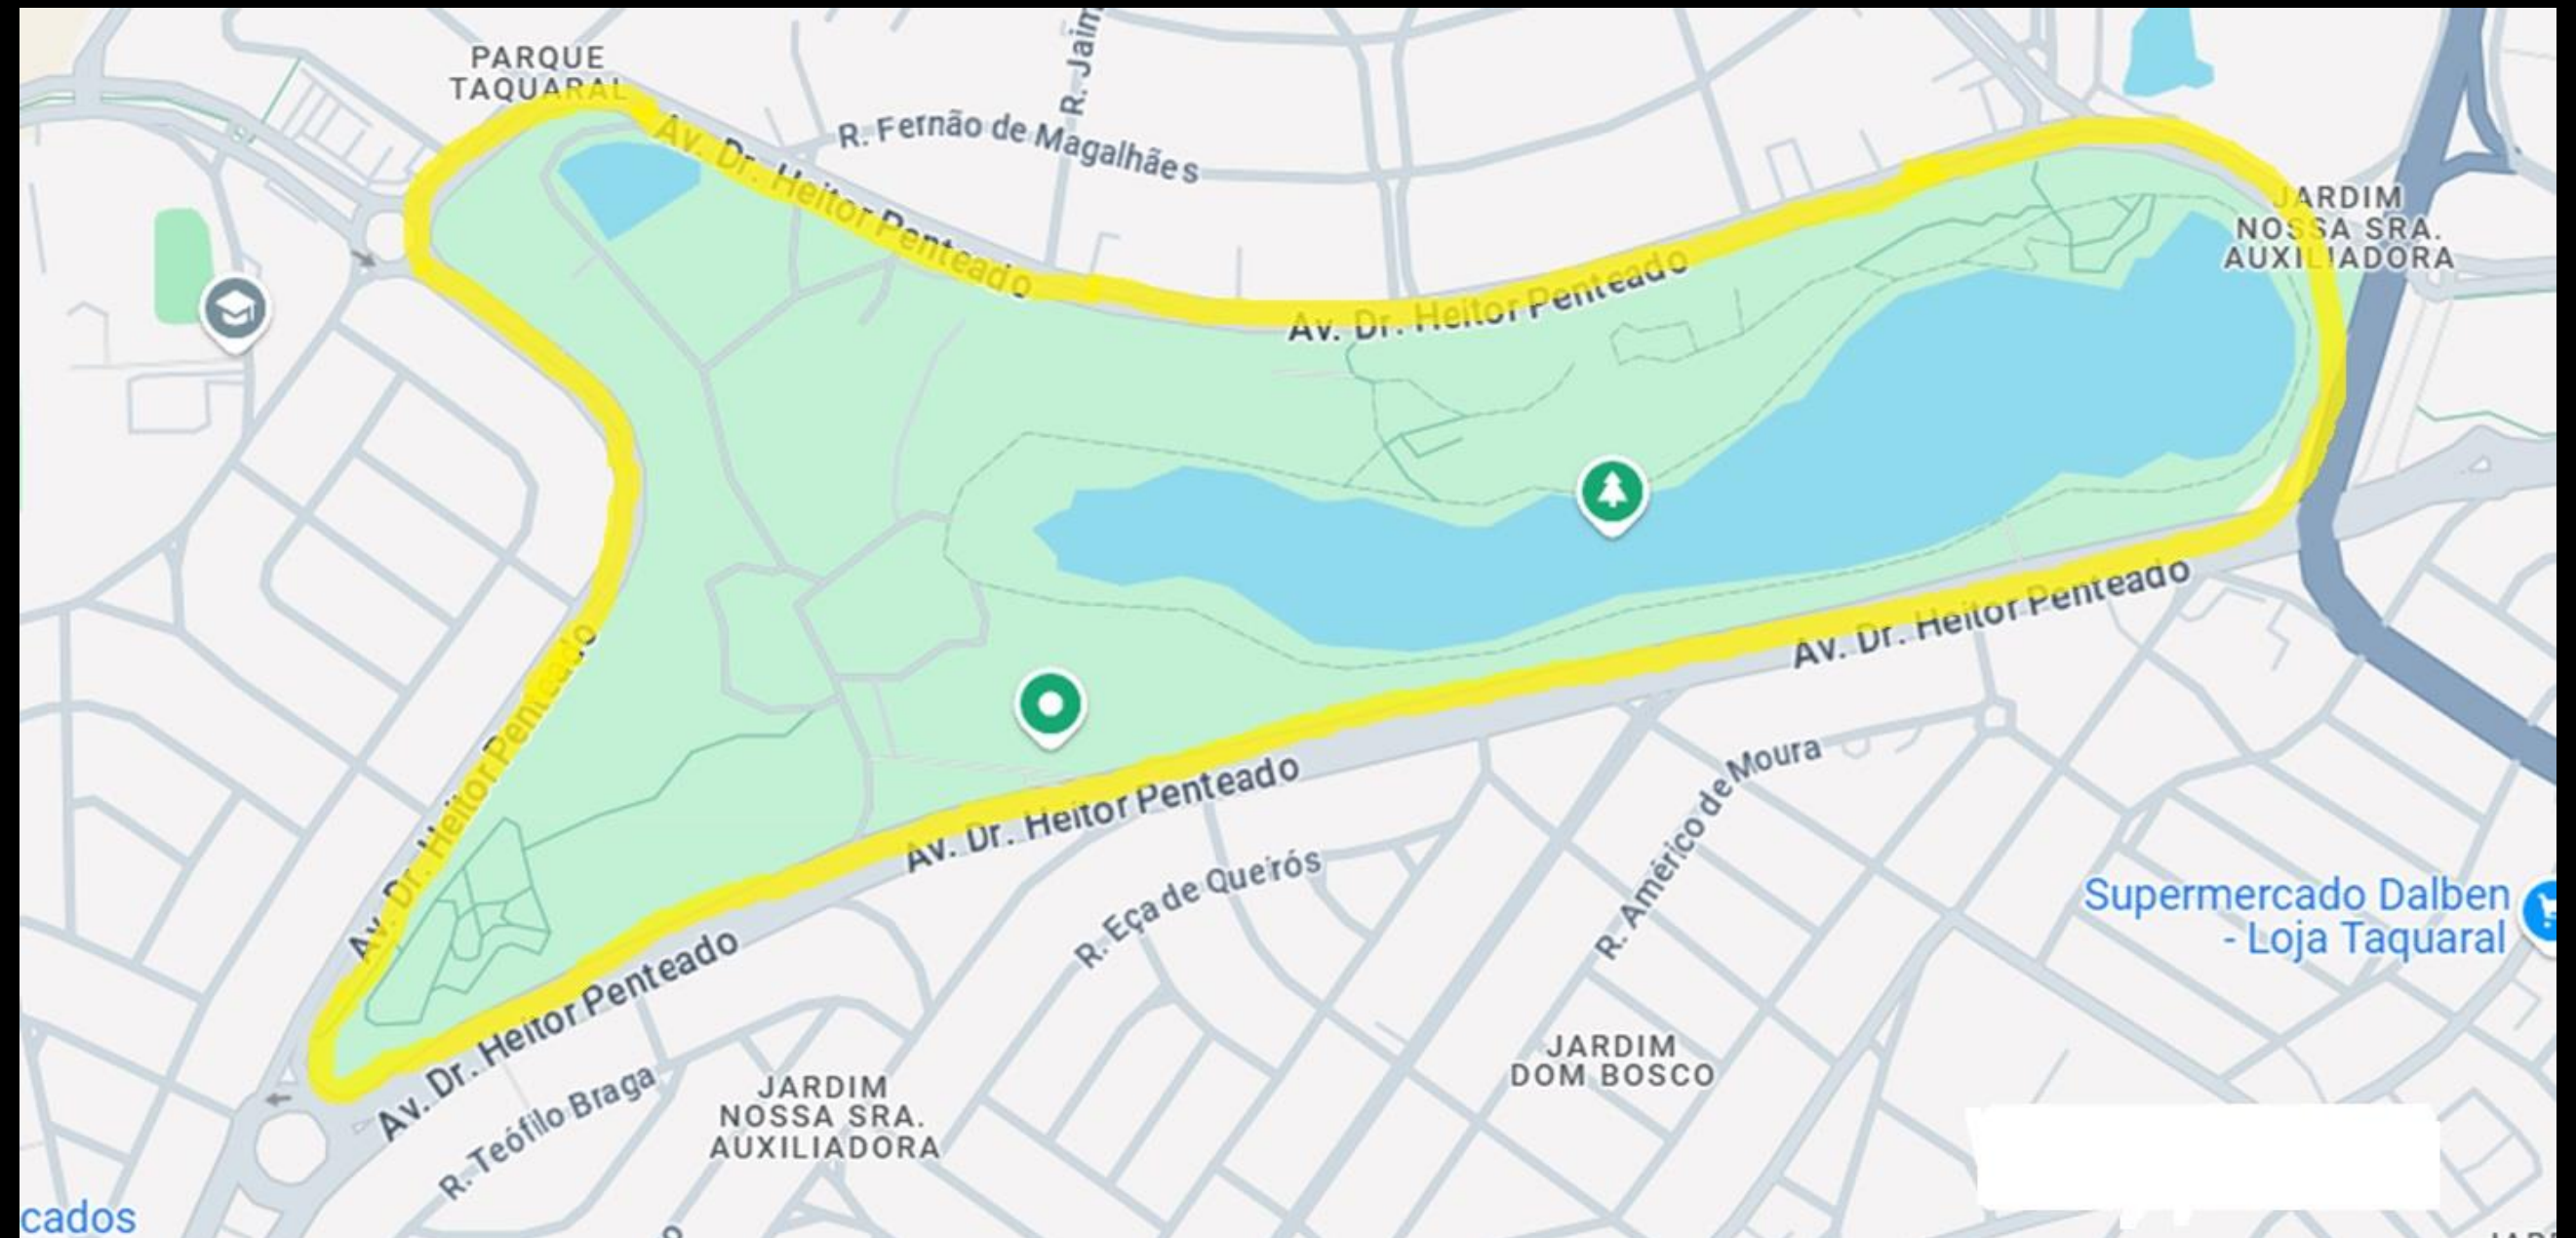 PARQUE
TAQUARAL
R. Jaim
R. Fernão de Magalhães
Av. Dr. Heitor Penteado
Av. Dr. Heitor Penteado
JARDIM
NOSSA SRA.
AUXILIADORA
Av. Dr. Heitor Penteado
Av. Dr. Heitor Penteado
Av. Dr. Heitor Penteado
Av. Dr. Heitor Penteado
R. Eça de Queirós
R. Américo de Moura
Supermercado Dalben
- Loja Taquaral
R. Teófilo Braga
JARDIM
NOSSA SRA.
AUXILIADORA
JARDIM
DOM BOSCO
cados